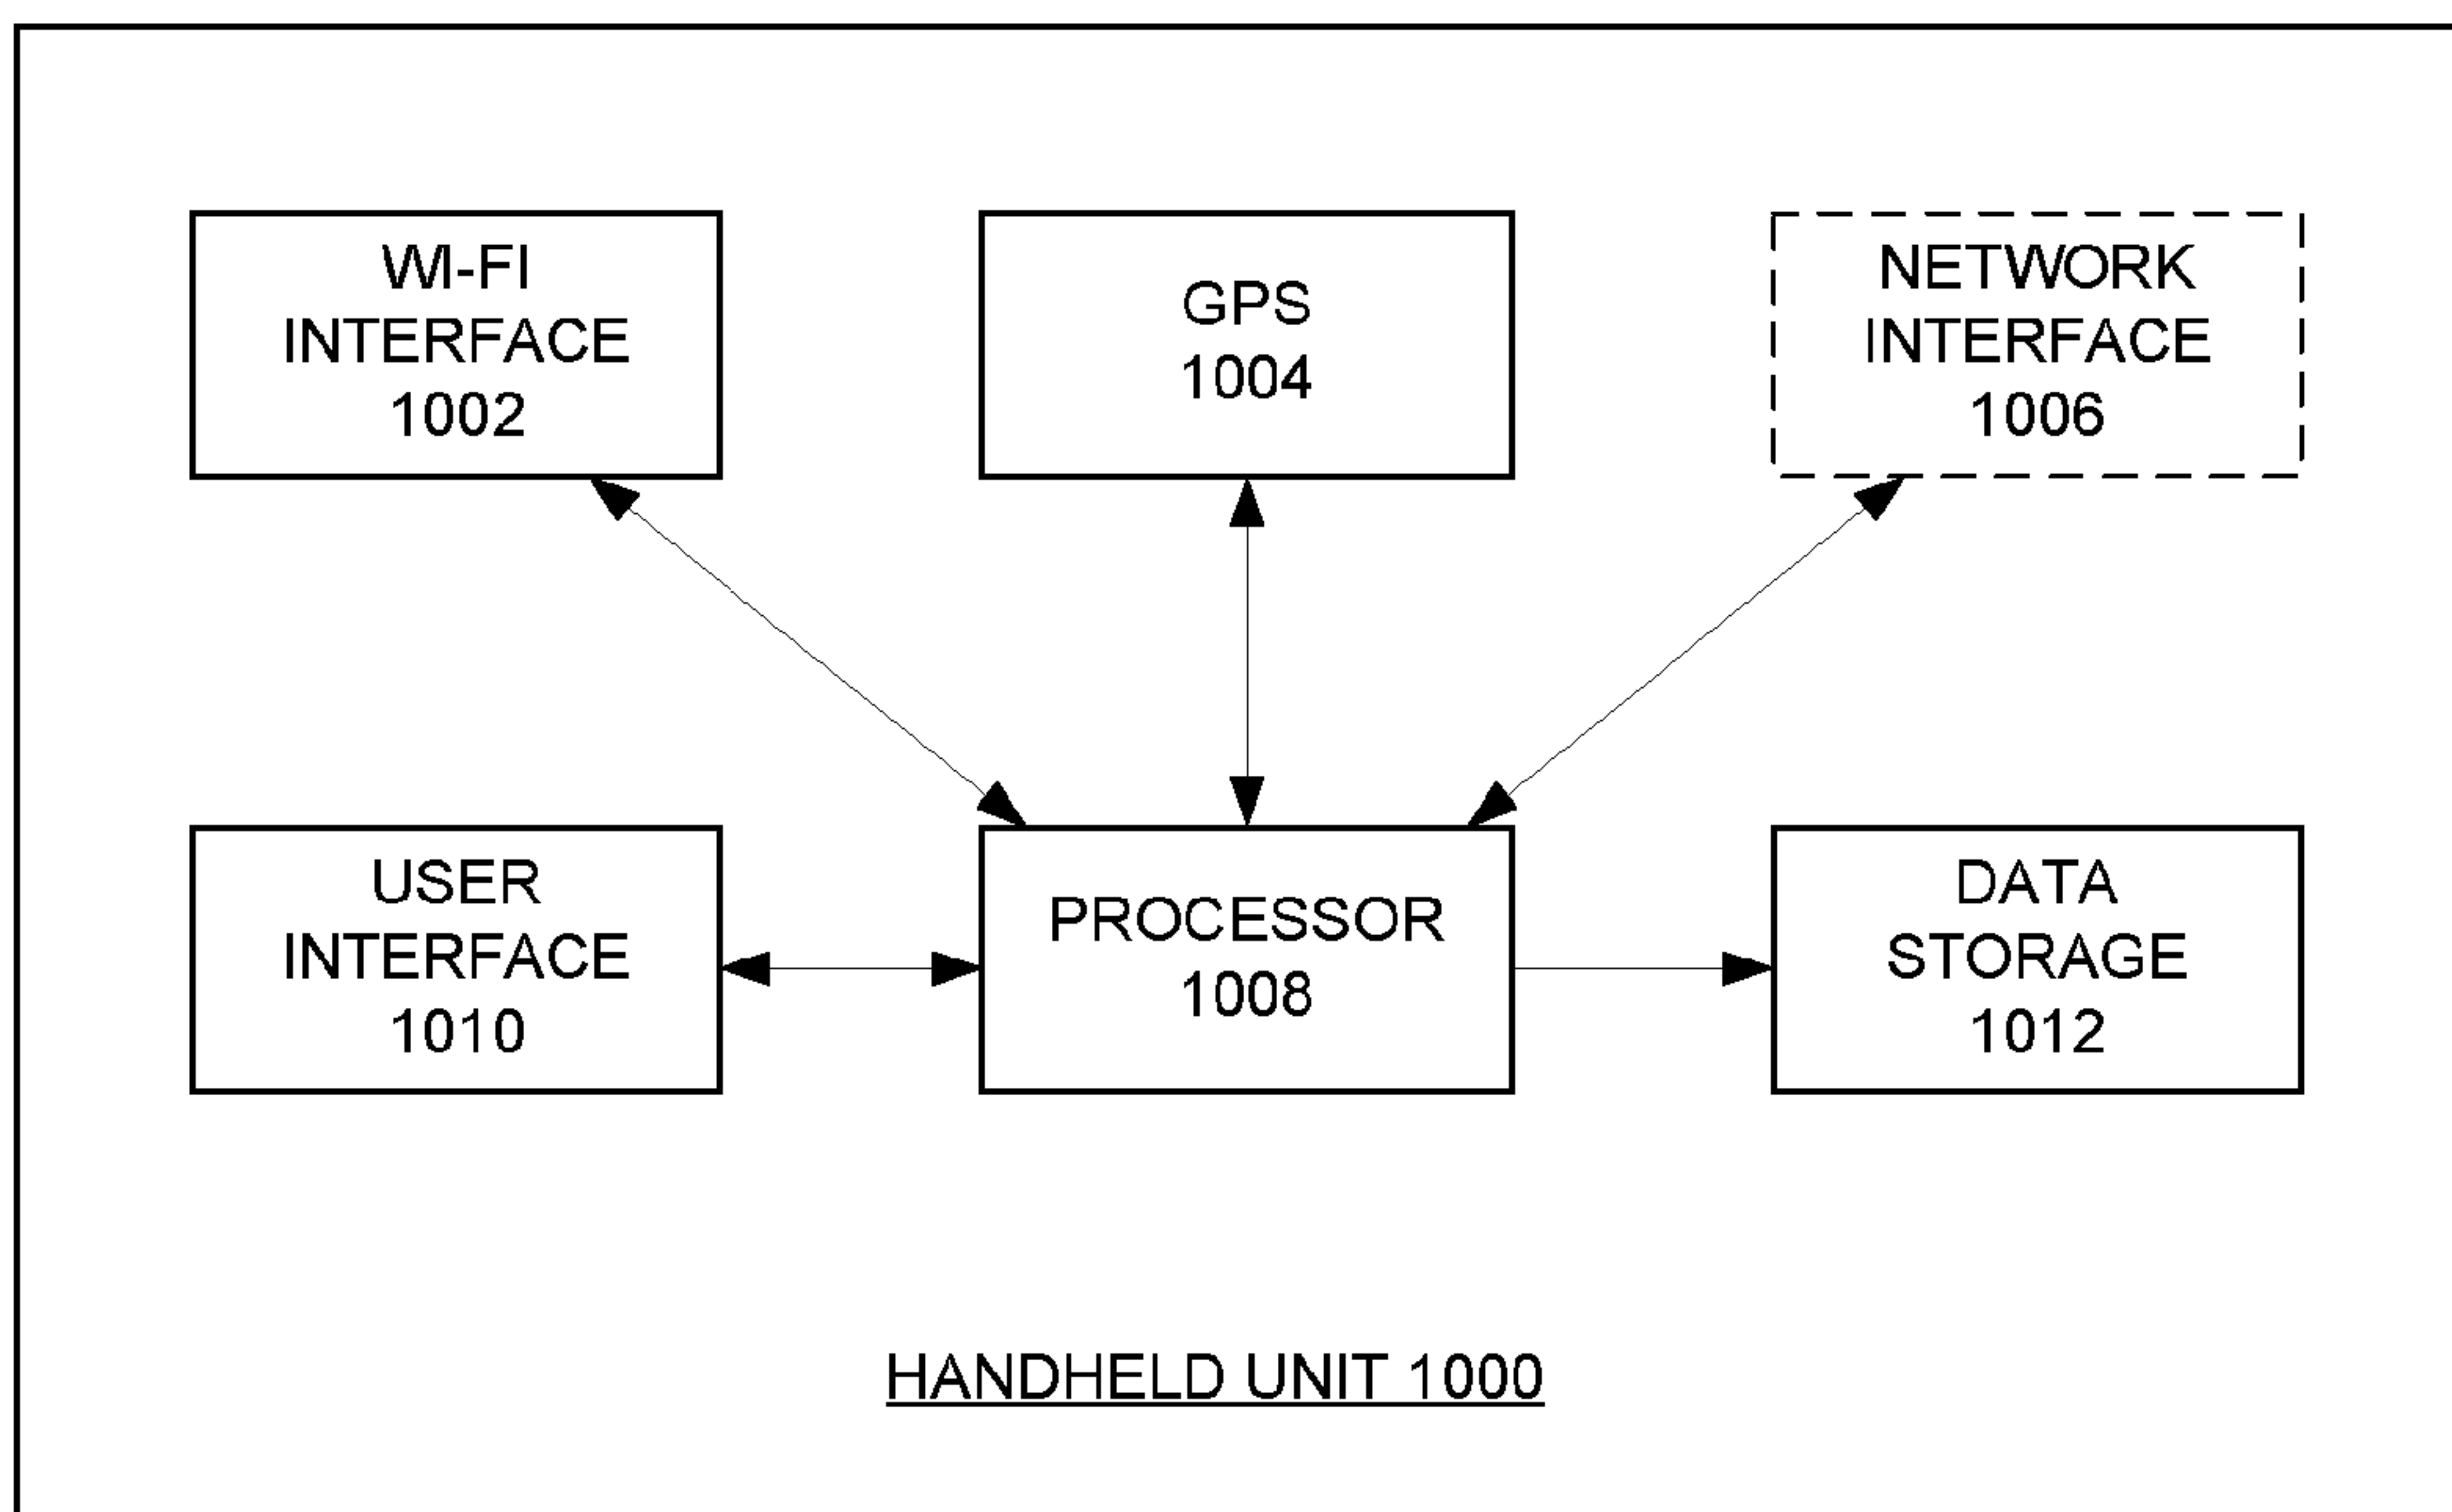 WI-FI
INTERFACE
1002
GPS
1004
NETWORK
INTERFACE
1006
USER
INTERFACE
1010
PROCESSOR
1008
DATA
STORAGE
1012
HANDHELD UNIT 1000